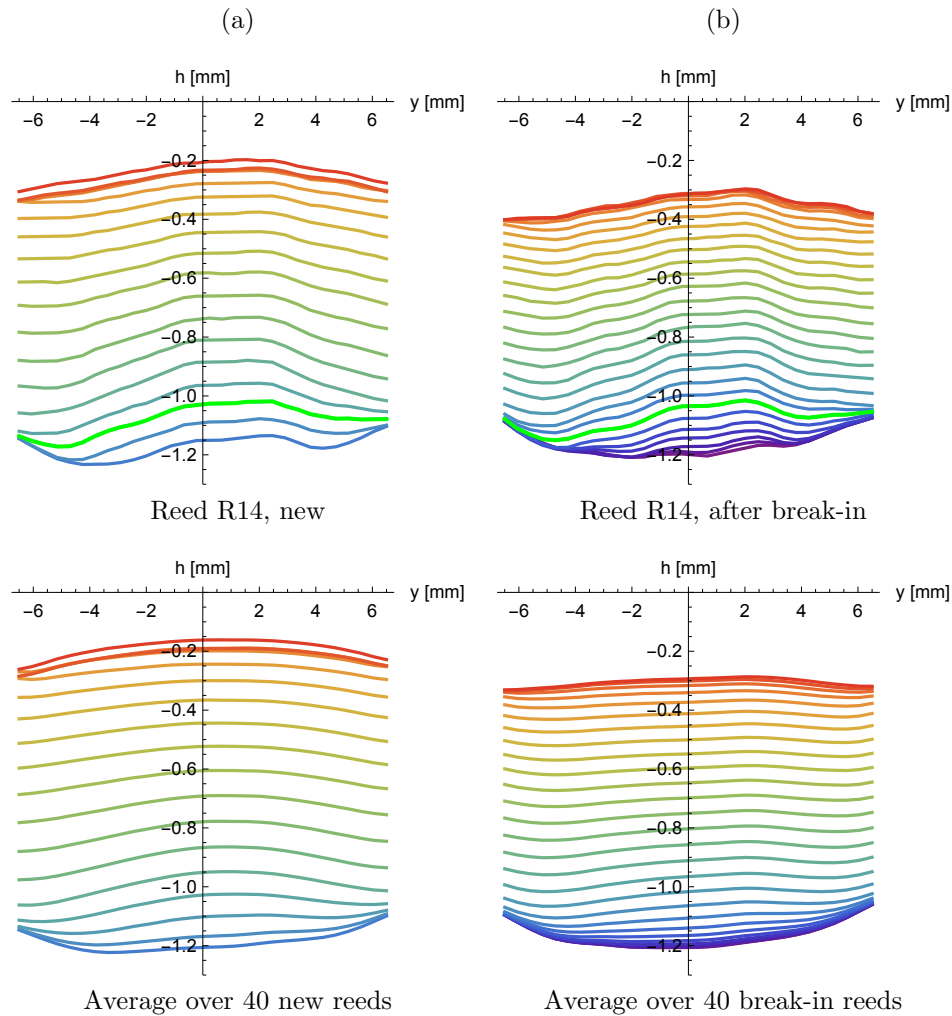 (a) (b)
h [mm] h [mm]
y [mm] y [mm]
−6 −4 −2 2 4 6 −6 −4 −2 2 4 6
−0.2 −0.2
−0.4 −0.4
−0.6 −0.6
−0.8 −0.8
−1.0 −1.0
−1.2 −1.2
Reed R14, new Reed R14, after break-in
h [mm] h [mm]
y [mm] y [mm]
−6 −4 −2 2 4 6 −6 −4 −2 2 4 6
−0.2 −0.2
−0.4 −0.4
−0.6 −0.6
−0.8 −0.8
−1.0 −1.0
−1.2 −1.2
Average over 40 new reeds Average over 40 break-in reeds